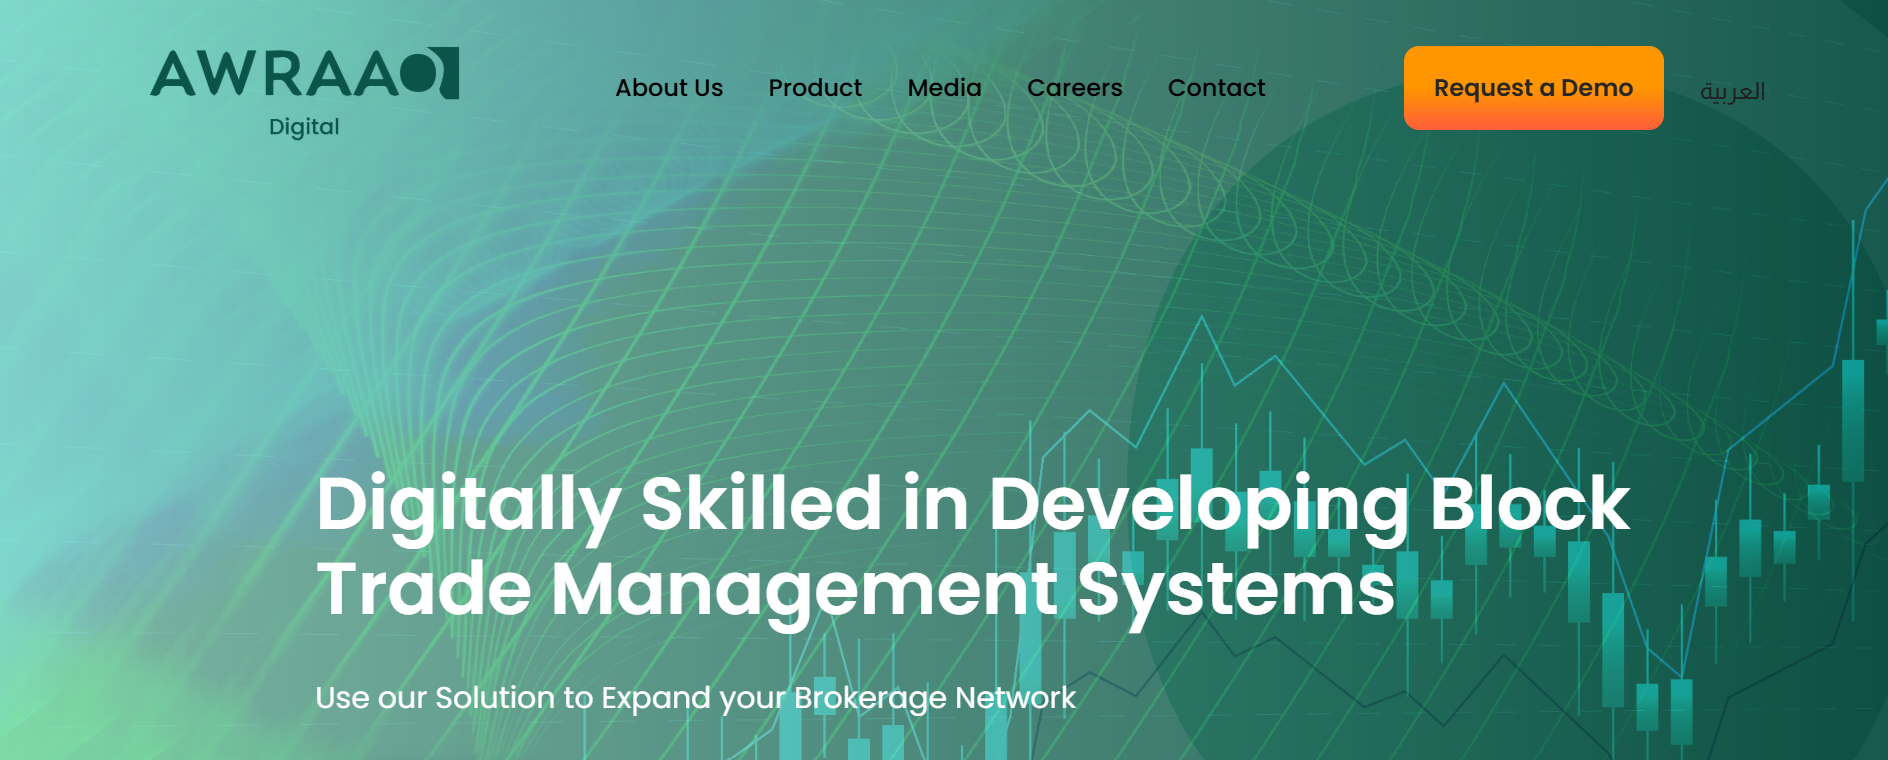 AWRAAQ
Digital
About Us
Product
Media
Careers
Contact
Request a Demo
العربية
Digitally Skilled in Developing Block
Trade Management Systems
Use our Solution to Expand your Brokerage Network